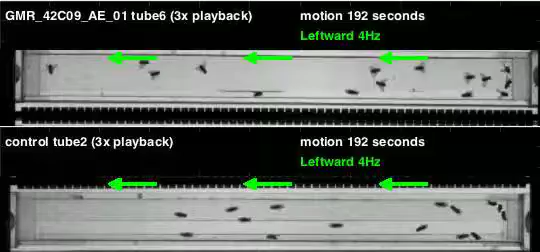 GMR_42C09_AE_01 tube6 (3x playback) motion 192 seconds
Leftward 4Hz
control tube2 (3x playback) motion 192 seconds
Leftward 4Hz